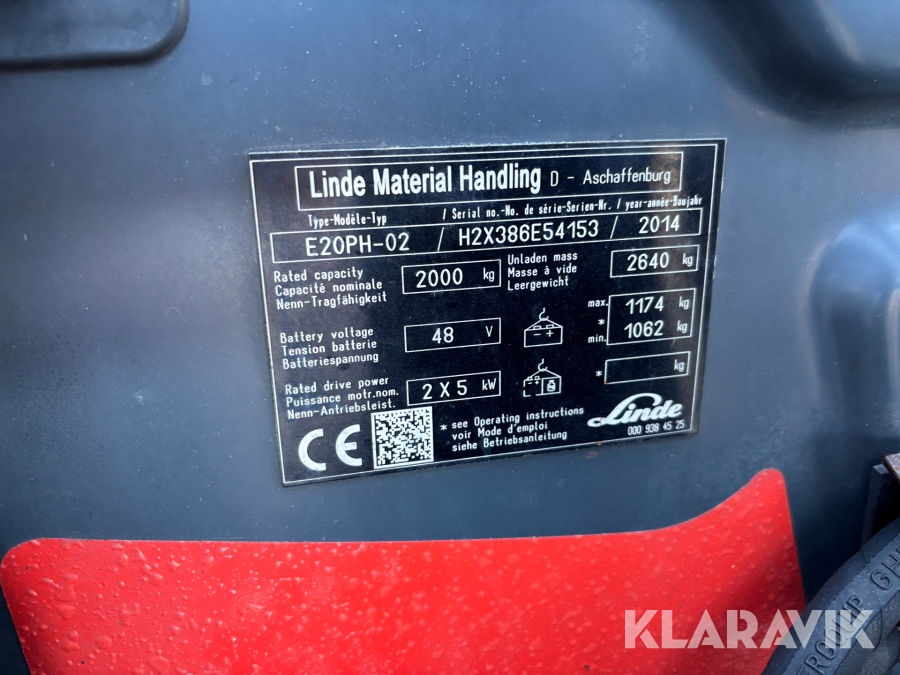 Linde Material Handling D - Aschaffenburg
Type-Modèle-Typ / Serial no.-No. de série-Serien-Nr. / year-année-Baujahr
E20PH-02 / H2X386E54153 / 2014
Rated capacity
Capacité nominale
Nenn-Tragfähigkeit
2000 kg
Unladen mass
Masse à vide
Leergewicht
2640 kg
Battery voltage
Tension batterie
Batteriespannung
48 V
- +
max. 1174 kg
*
min. 1062 kg
Rated drive power
Puissance motr.nom.
Nenn-Antriebsleist.
2 X 5 kW
* kg
CE
* see Operating instructions
voir Mode d'emploi
siehe Betriebsanleitung
Linde
000 938 45 25
KLARAVIK